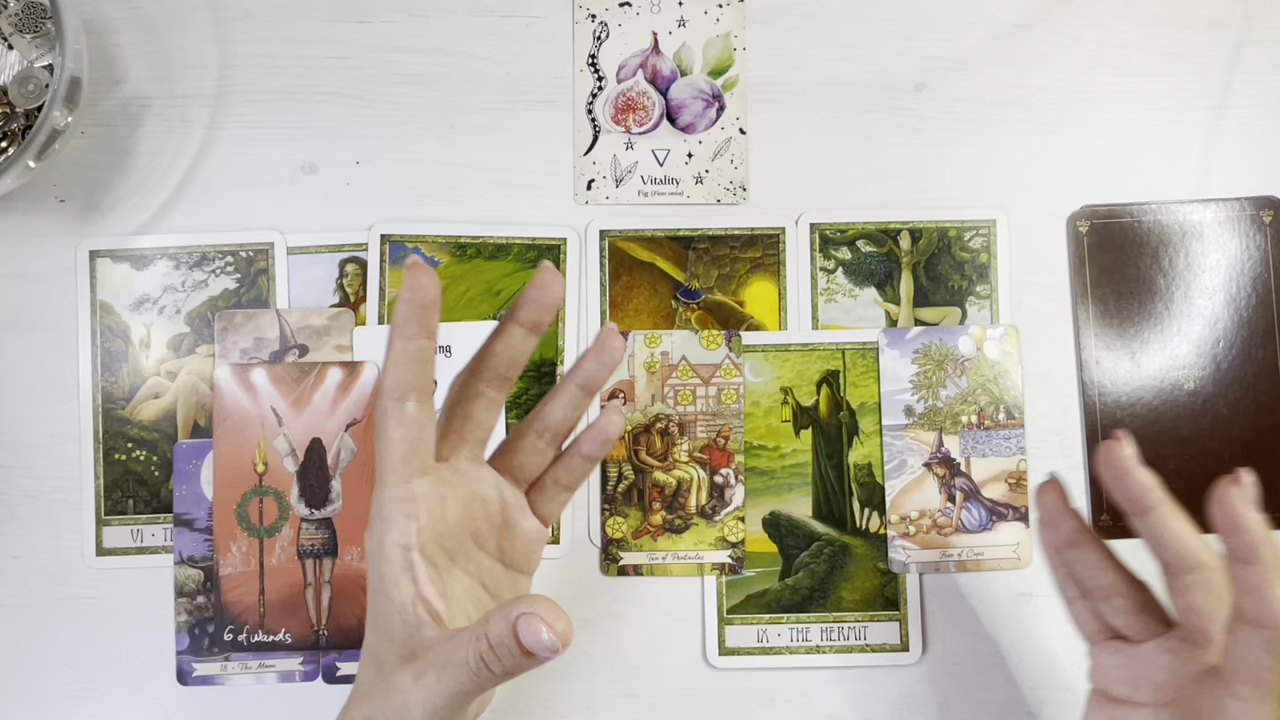 Vitality
Fig (Ficus carica)
ing
Ten of Pentacles
Five of Cups
VI · T
IX · THE HERMIT
6 of wands
18 · The Moon